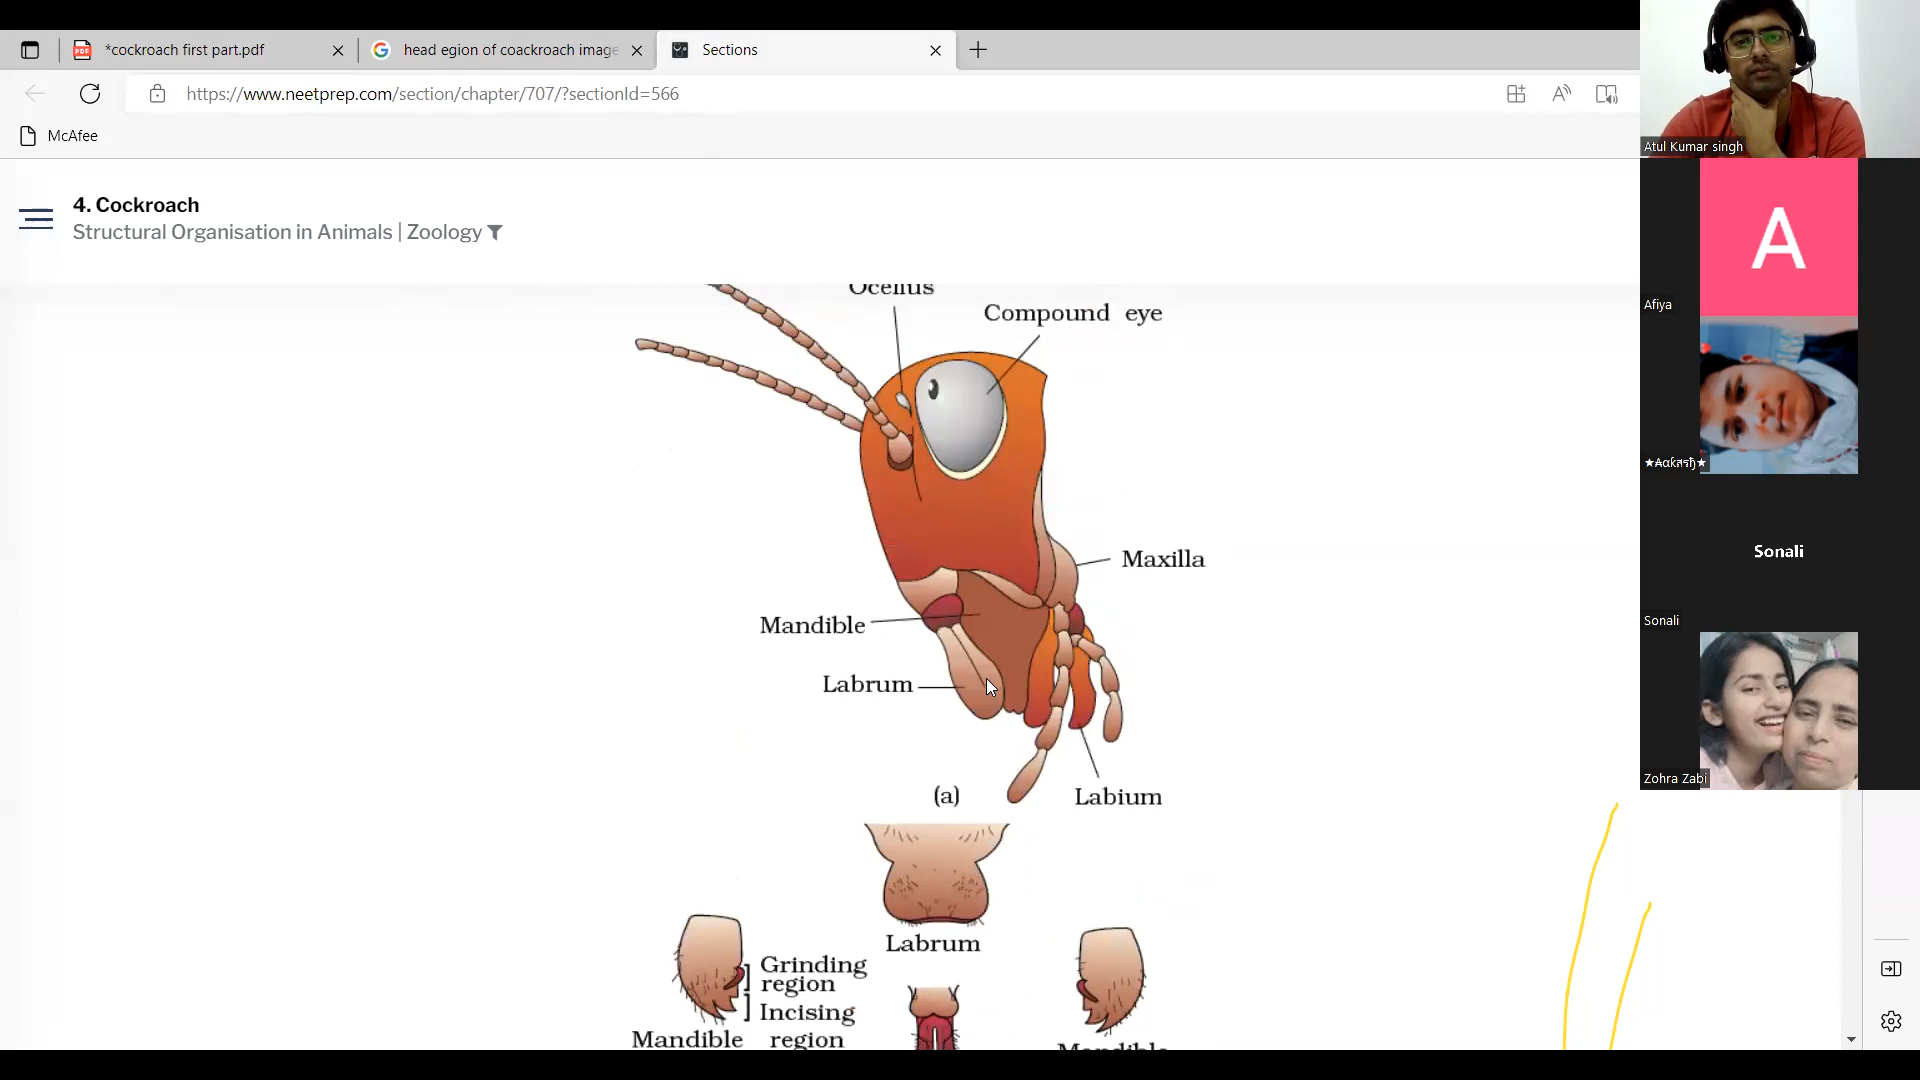 *cockroach first part.pdf
head egion of coackroach image
Sections
https://www.neetprep.com/section/chapter/707/?sectionId=566
McAfee
4. Cockroach
Structural Organisation in Animals | Zoology
Ocellus
Compound eye
Maxilla
Mandible
Labrum
(a)
Labium
Labrum
Grinding
region
Incising
region
Mandible
Mandible
Atul Kumar singh
A
Afiya
Sonali
Sonali
Zohra Zabi